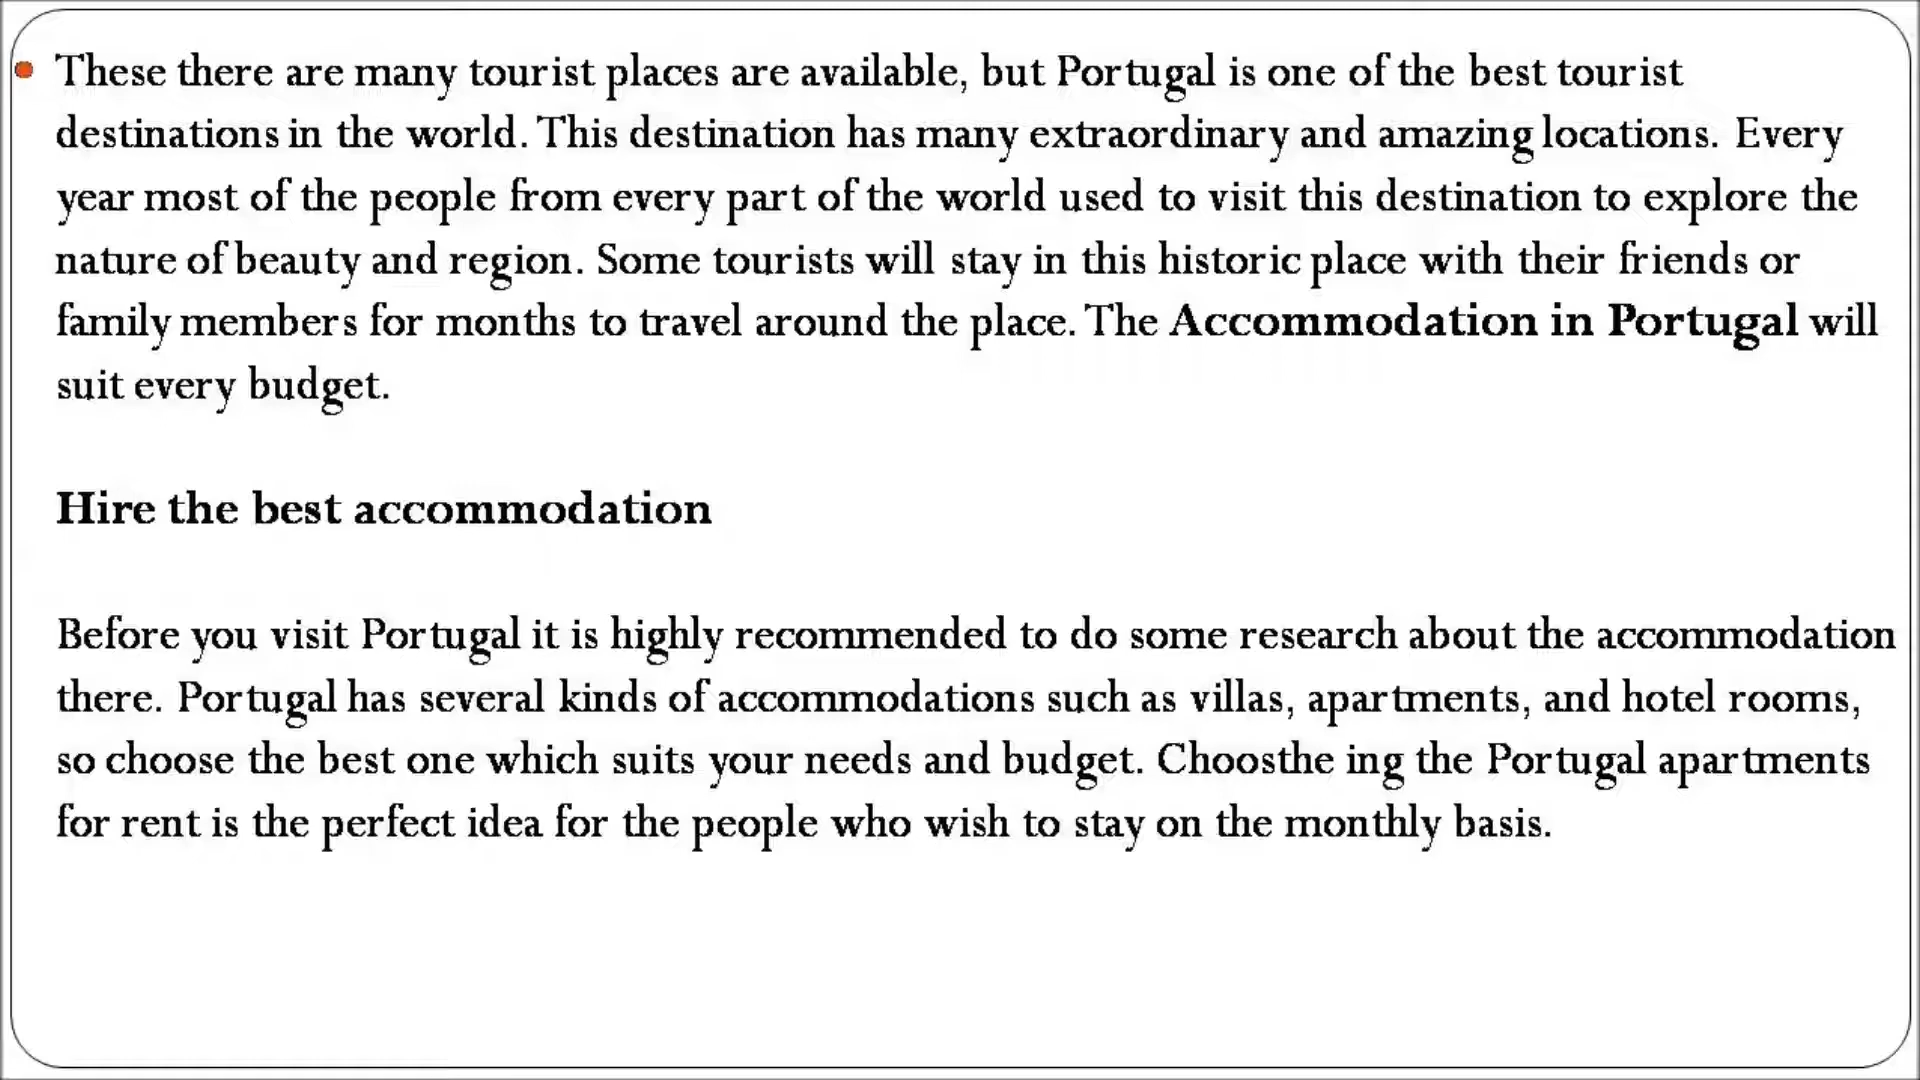 These there are many tourist places are available, but Portugal is one of the best tourist
destinations in the world. This destination has many extraordinary and amazing locations. Every
year most of the people from every part of the world used to visit this destination to explore the
nature of beauty and region. Some tourists will stay in this historic place with their friends or
family members for months to travel around the place. The Accommodation in Portugal will
suit every budget.
Hire the best accommodation
Before you visit Portugal it is highly recommended to do some research about the accommodation
there. Portugal has several kinds of accommodations such as villas, apartments, and hotel rooms,
so choose the best one which suits your needs and budget. Choosthe ing the Portugal apartments
for rent is the perfect idea for the people who wish to stay on the monthly basis.